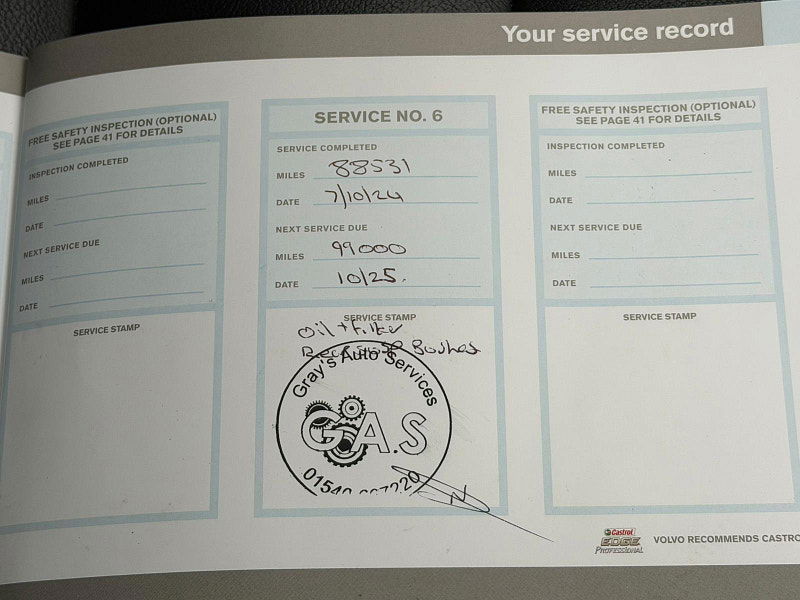 Your service record
FREE SAFETY INSPECTION (OPTIONAL)
SEE PAGE 41 FOR DETAILS
INSPECTION COMPLETED
MILES
DATE
NEXT SERVICE DUE
MILES
DATE
SERVICE STAMP
SERVICE NO. 6
SERVICE COMPLETED
MILES 88531
DATE 7/10/24
NEXT SERVICE DUE
MILES 99000
DATE 10/25.
SERVICE STAMP
Oil + Filter
Bushes
Gray's Auto Services
G.A.S
FREE SAFETY INSPECTION (OPTIONAL)
SEE PAGE 41 FOR DETAILS
INSPECTION COMPLETED
MILES
DATE
NEXT SERVICE DUE
MILES
DATE
SERVICE STAMP
Castrol
EDGE
PROFESSIONAL
VOLVO RECOMMENDS CASTRO